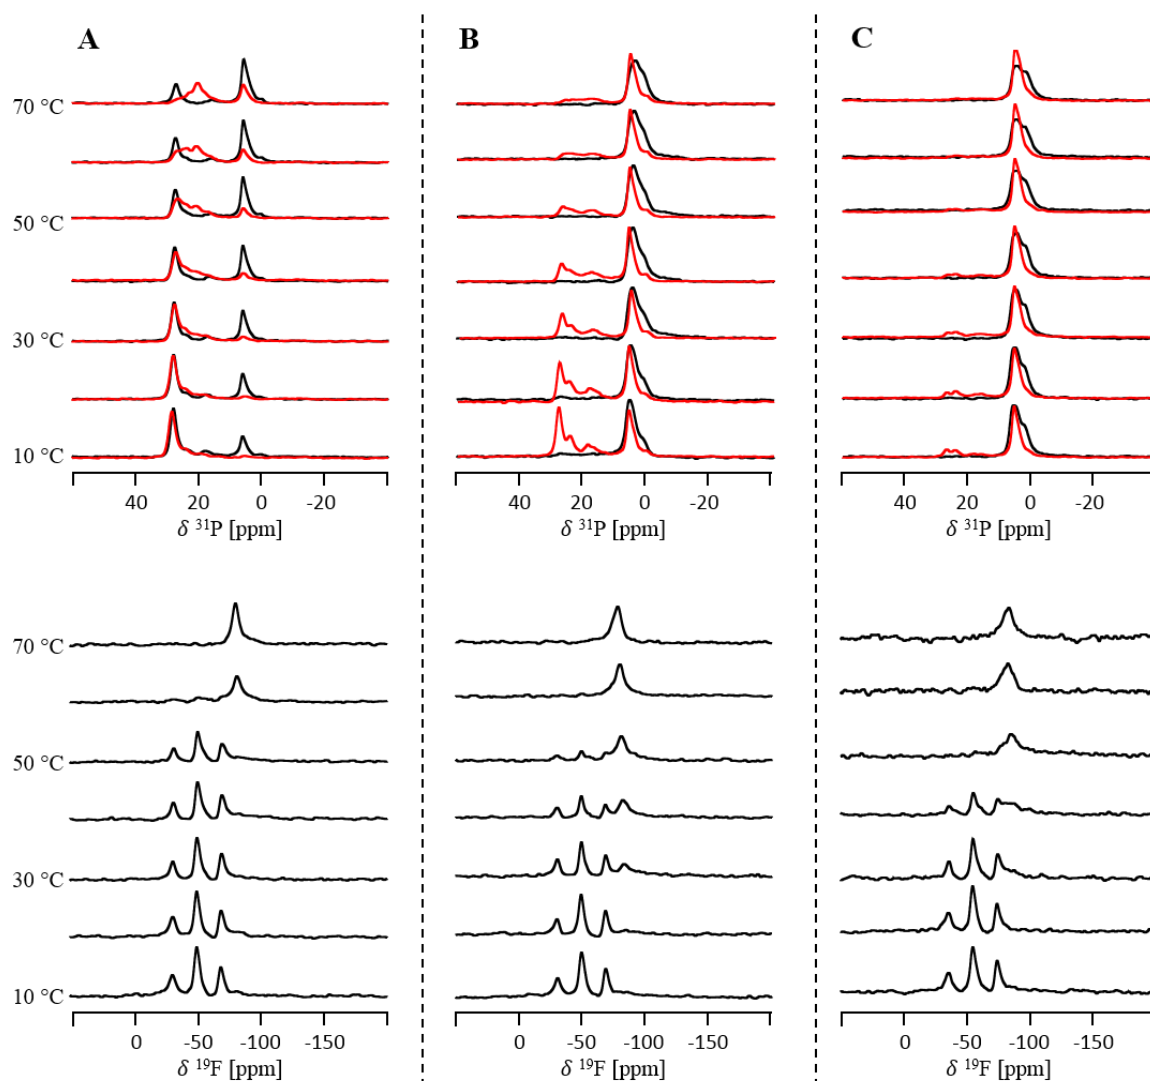 A B C
70 °C
50 °C
30 °C
10 °C
40 20 0 -20 40 20 0 -20 40 20 0 -20
δ ³¹P [ppm] δ ³¹P [ppm] δ ³¹P [ppm]
70 °C
50 °C
30 °C
10 °C
0 -50 -100 -150 0 -50 -100 -150 0 -50 -100 -150
δ ¹⁹F [ppm] δ ¹⁹F [ppm] δ ¹⁹F [ppm]